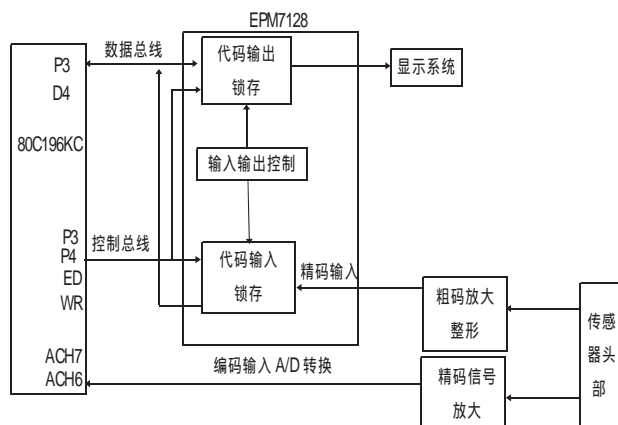 EPM7128
数据总线
代码输出
锁存
显示系统
P3
D4
80C196KC
输入输出控制
P3
P4
ED
WR
控制总线
代码输入
锁存
精码输入
粗码放大
整形
传感
器头
部
ACH7
ACH6
编码输入 A/D 转换
精码信号
放大